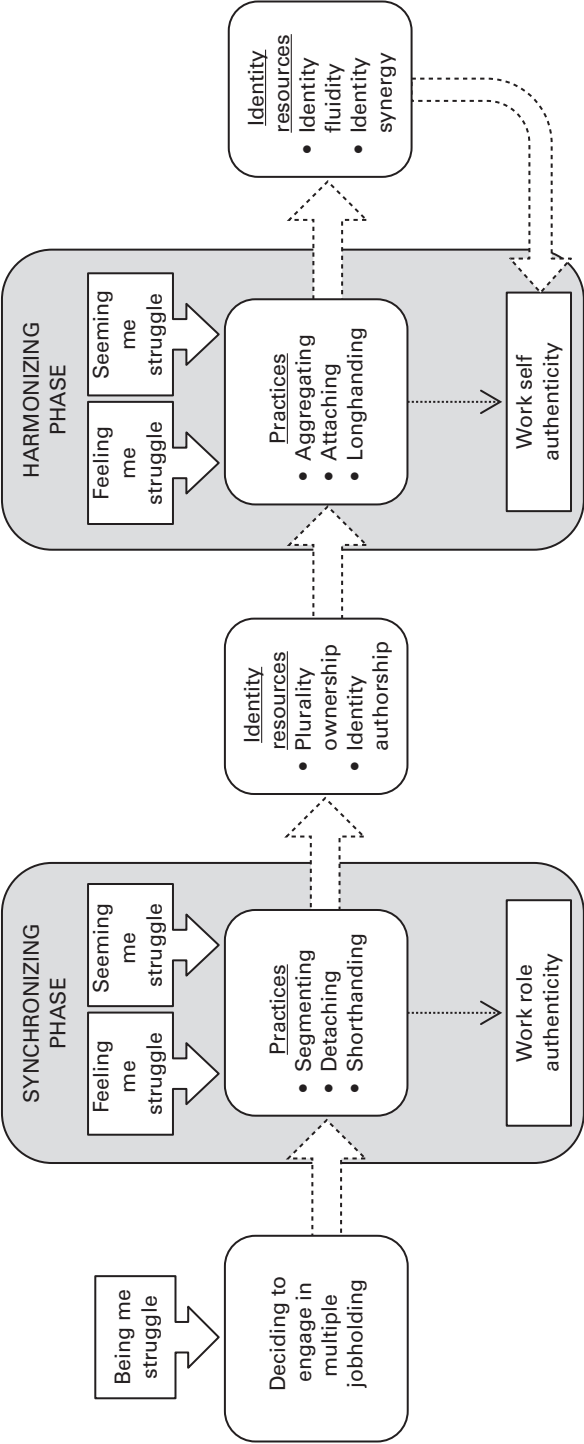 Being me
struggle
Deciding to
engage in
multiple
jobholding
SYNCHRONIZING
PHASE
Feeling
me
struggle
Seeming
me
struggle
Practices
• Segmenting
• Detaching
• Shorthanding
Work role
authenticity
Identity
resources
• Plurality
ownership
• Identity
authorship
HARMONIZING
PHASE
Feeling
me
struggle
Seeming
me
struggle
Practices
• Aggregating
• Attaching
• Longhanding
Work self
authenticity
Identity
resources
• Identity
fluidity
• Identity
synergy